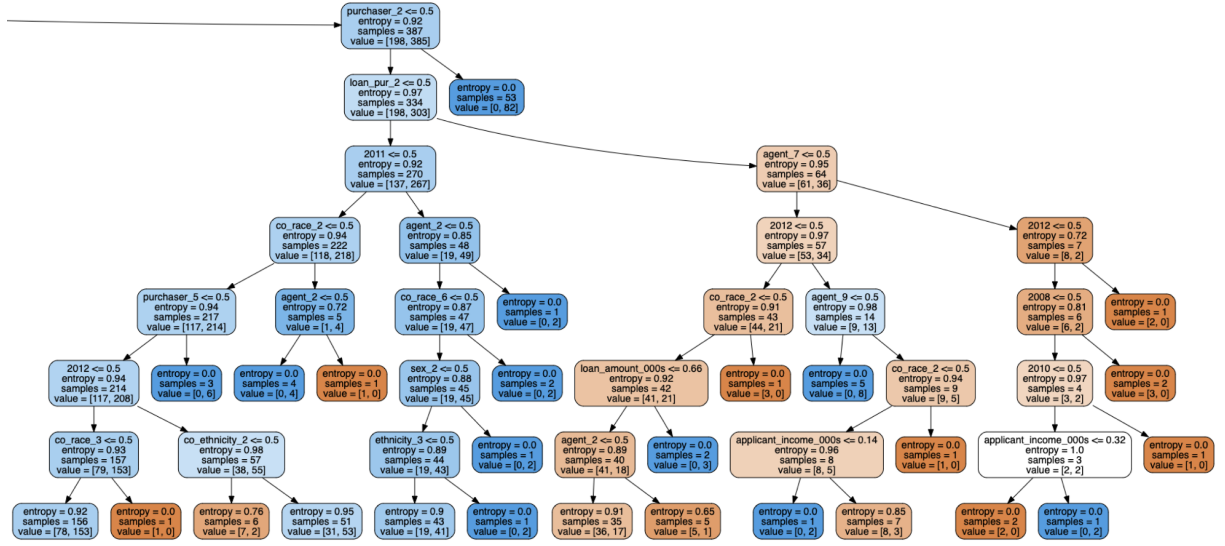 purchaser_2 <= 0.5
entropy = 0.92
samples = 387
value = [198, 385]
loan_pur_2 <= 0.5
entropy = 0.97
samples = 334
value = [198, 303]
entropy = 0.0
samples = 53
value = [0, 82]
2011 <= 0.5
entropy = 0.92
samples = 270
value = [137, 267]
agent_7 <= 0.5
entropy = 0.95
samples = 64
value = [61, 36]
co_race_2 <= 0.5
entropy = 0.94
samples = 222
value = [118, 218]
agent_2 <= 0.5
entropy = 0.85
samples = 48
value = [19, 49]
2012 <= 0.5
entropy = 0.97
samples = 57
value = [53, 34]
2012 <= 0.5
entropy = 0.72
samples = 7
value = [8, 2]
purchaser_5 <= 0.5
entropy = 0.94
samples = 217
value = [117, 214]
agent_2 <= 0.5
entropy = 0.72
samples = 5
value = [1, 4]
co_race_6 <= 0.5
entropy = 0.87
samples = 47
value = [19, 47]
entropy = 0.0
samples = 1
value = [0, 2]
co_race_2 <= 0.5
entropy = 0.91
samples = 43
value = [44, 21]
agent_9 <= 0.5
entropy = 0.98
samples = 14
value = [9, 13]
2008 <= 0.5
entropy = 0.81
samples = 6
value = [6, 2]
entropy = 0.0
samples = 1
value = [2, 0]
2012 <= 0.5
entropy = 0.94
samples = 214
value = [117, 208]
entropy = 0.0
samples = 3
value = [0, 6]
entropy = 0.0
samples = 4
value = [0, 4]
entropy = 0.0
samples = 1
value = [1, 0]
sex_2 <= 0.5
entropy = 0.88
samples = 45
value = [19, 45]
entropy = 0.0
samples = 2
value = [0, 2]
loan_amount_000s <= 0.66
entropy = 0.92
samples = 42
value = [41, 21]
entropy = 0.0
samples = 1
value = [3, 0]
entropy = 0.0
samples = 5
value = [0, 8]
co_race_2 <= 0.5
entropy = 0.94
samples = 9
value = [9, 5]
2010 <= 0.5
entropy = 0.97
samples = 4
value = [3, 2]
entropy = 0.0
samples = 2
value = [3, 0]
co_race_3 <= 0.5
entropy = 0.93
samples = 157
value = [79, 153]
co_ethnicity_2 <= 0.5
entropy = 0.98
samples = 57
value = [38, 55]
ethnicity_3 <= 0.5
entropy = 0.89
samples = 44
value = [19, 43]
entropy = 0.0
samples = 1
value = [0, 2]
agent_2 <= 0.5
entropy = 0.89
samples = 40
value = [41, 18]
entropy = 0.0
samples = 2
value = [0, 3]
applicant_income_000s <= 0.14
entropy = 0.96
samples = 8
value = [8, 5]
entropy = 0.0
samples = 1
value = [1, 0]
applicant_income_000s <= 0.32
entropy = 1.0
samples = 3
value = [2, 2]
entropy = 0.0
samples = 1
value = [1, 0]
entropy = 0.92
samples = 156
value = [78, 153]
entropy = 0.0
samples = 1
value = [1, 0]
entropy = 0.76
samples = 6
value = [7, 2]
entropy = 0.95
samples = 51
value = [31, 53]
entropy = 0.9
samples = 43
value = [19, 41]
entropy = 0.0
samples = 1
value = [0, 2]
entropy = 0.91
samples = 35
value = [36, 17]
entropy = 0.65
samples = 5
value = [5, 1]
entropy = 0.0
samples = 1
value = [0, 2]
entropy = 0.85
samples = 7
value = [8, 3]
entropy = 0.0
samples = 2
value = [2, 0]
entropy = 0.0
samples = 1
value = [0, 2]